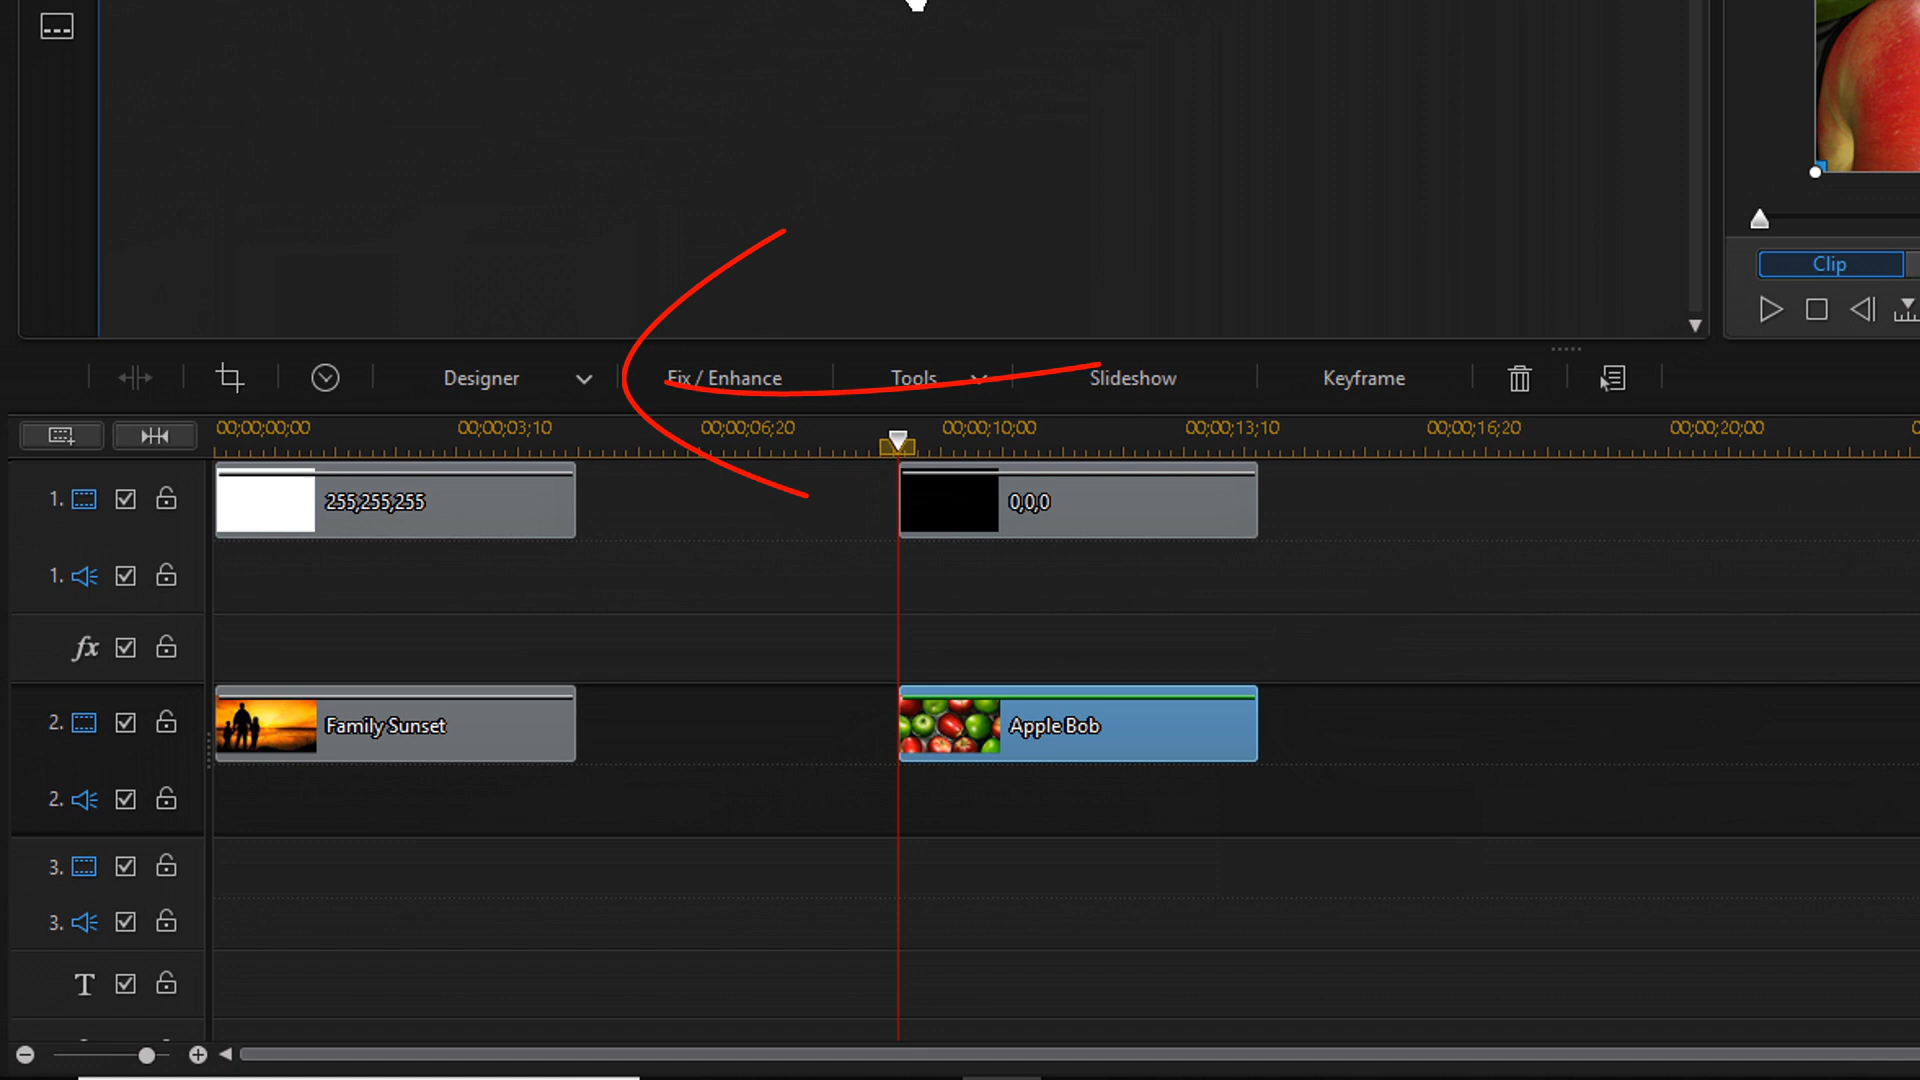 Clip
Designer Fix / Enhance Tools Slideshow Keyframe
00;00;00;00 00;00;03;10 00;00;06;20 00;00;10;00 00;00;13;10 00;00;16;20 00;00;20;00
1. 255,255,255 0,0,0
1.
fx
2. Family Sunset Apple Bob
2.
3.
3.
T